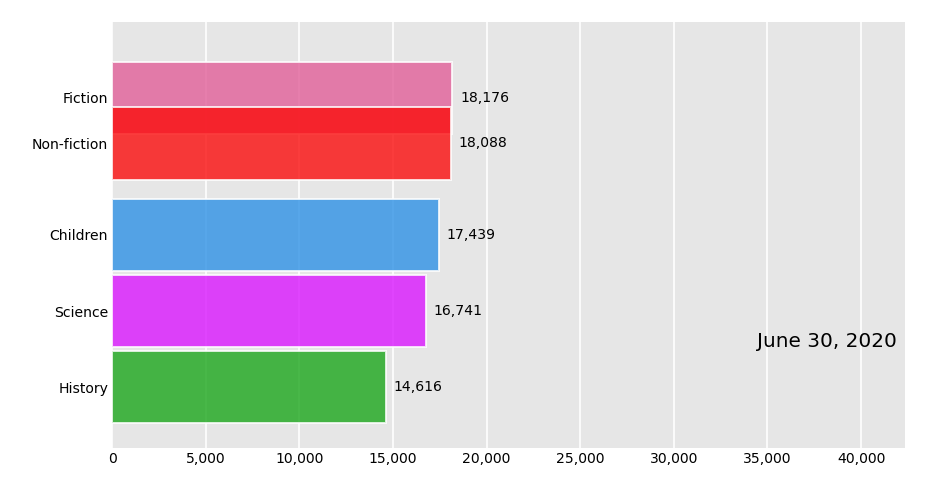 Fiction 18,176
Non-fiction 18,088
Children 17,439
Science 16,741
June 30, 2020
History 14,616
0 5,000 10,000 15,000 20,000 25,000 30,000 35,000 40,000